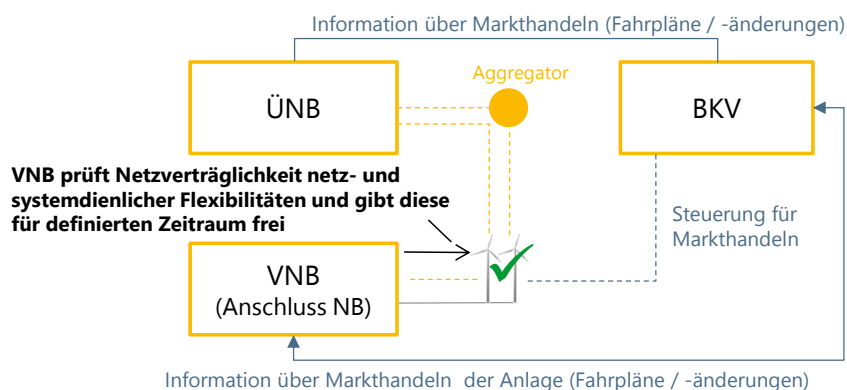 Information über Markthandeln (Fahrpläne / -änderungen)
Aggregator
ÜNB
BKV
VNB prüft Netzverträglichkeit netz- und
systemdienlicher Flexibilitäten und gibt diese
für definierten Zeitraum frei
Steuerung für
Markthandeln
VNB
(Anschluss NB)
Information über Markthandeln der Anlage (Fahrpläne / -änderungen)